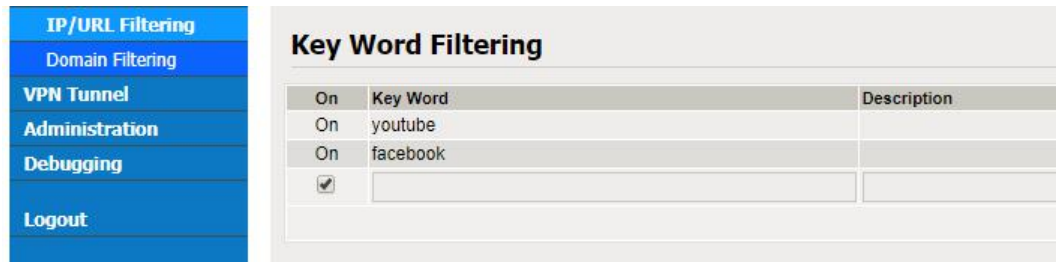 IP/URL Filtering
Domain Filtering
VPN Tunnel
Administration
Debugging
Logout
Key Word Filtering
On Key Word Description
On youtube
On facebook